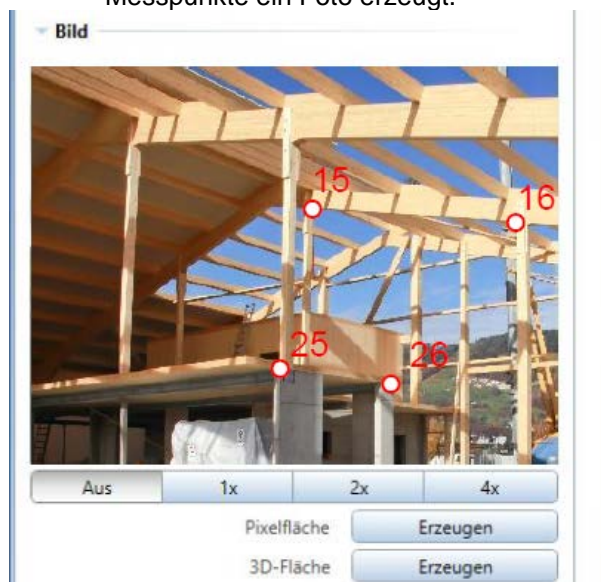 Messpunkte ein Foto erzeugt.
Bild
15
16
25
26
Aus 1x 2x 4x
Pixelfläche Erzeugen
3D-Fläche Erzeugen